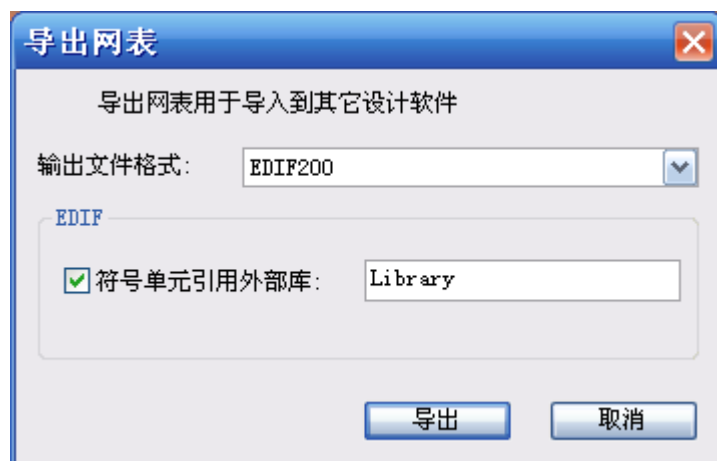 导出网表
导出网表用于导入到其它设计软件
输出文件格式: EDIF200
EDIF
符号单元引用外部库: Library
导出 取消